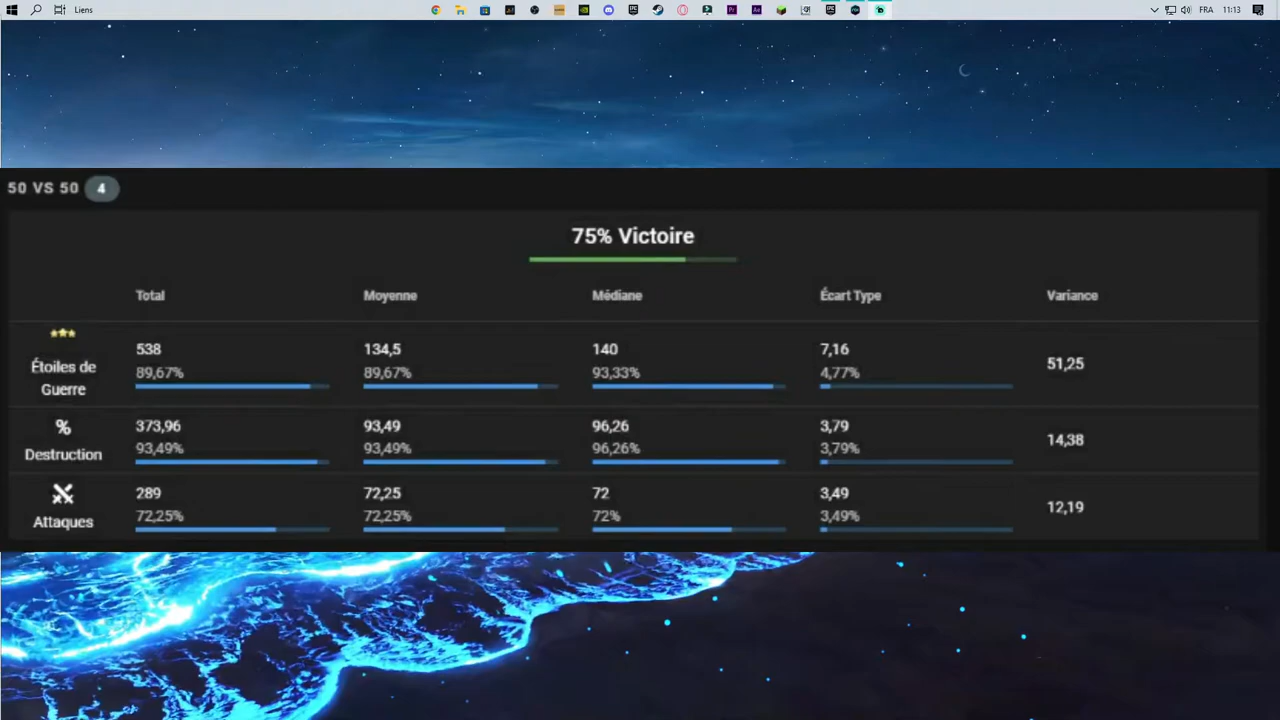 Liens
FRA 11:13
50 VS 50 4
75% Victoire
Total Moyenne Médiane Écart Type Variance
Étoiles de
Guerre
538 134,5 140 7,16 51,25
89,67% 89,67% 93,33% 4,77%
%
Destruction
373,96 93,49 96,26 3,79 14,38
93,49% 93,49% 96,26% 3,79%
Attaques
289 72,25 72 3,49 12,19
72,25% 72,25% 72% 3,49%